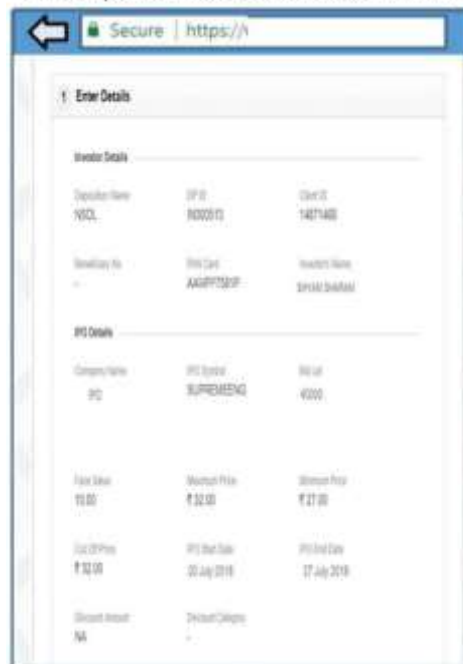 Secure | https://
1 Enter Details
Investor Details
Depository Name DP ID Client ID
NSDL 14871468
Beneficiary No Pan Card Investor's Name
-
IPO Details
Company Name IPO Symbol Bid Lot
IPO SUPREMEENG 4000
Face Value Maximum Price Minimum Price
10.00 ₹ 32.00 ₹ 27.00
Cut Off Price IPO Start Date IPO End Date
₹ 32.00 July 2018 27 July 2018
Discount Amount Discount Category
NA -